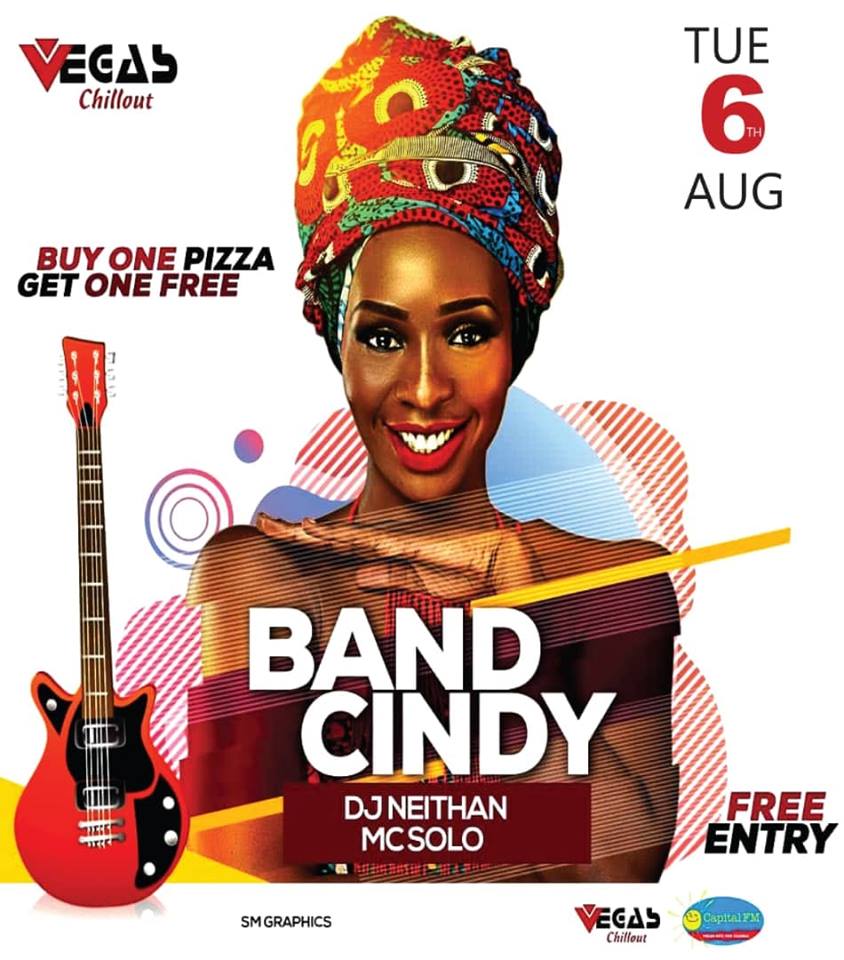 VEGAS
Chillout
TUE
6TH
AUG
BUY ONE PIZZA
GET ONE FREE
BAND
CINDY
DJ NEITHAN
MC SOLO
FREE
ENTRY
SM GRAPHICS
VEGAS
Chillout
Capital FM